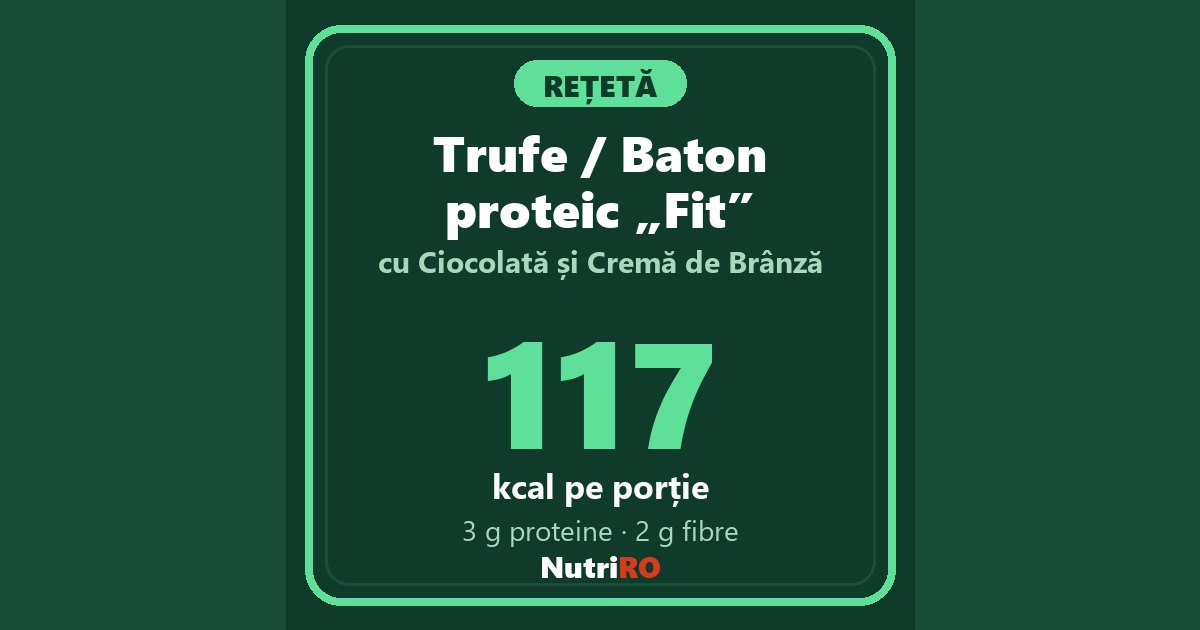 REȚETĂ
Trufe / Baton
proteic „Fit”
cu Ciocolată și Cremă de Brânză
117
kcal pe porție
3 g proteine · 2 g fibre
NutriRO